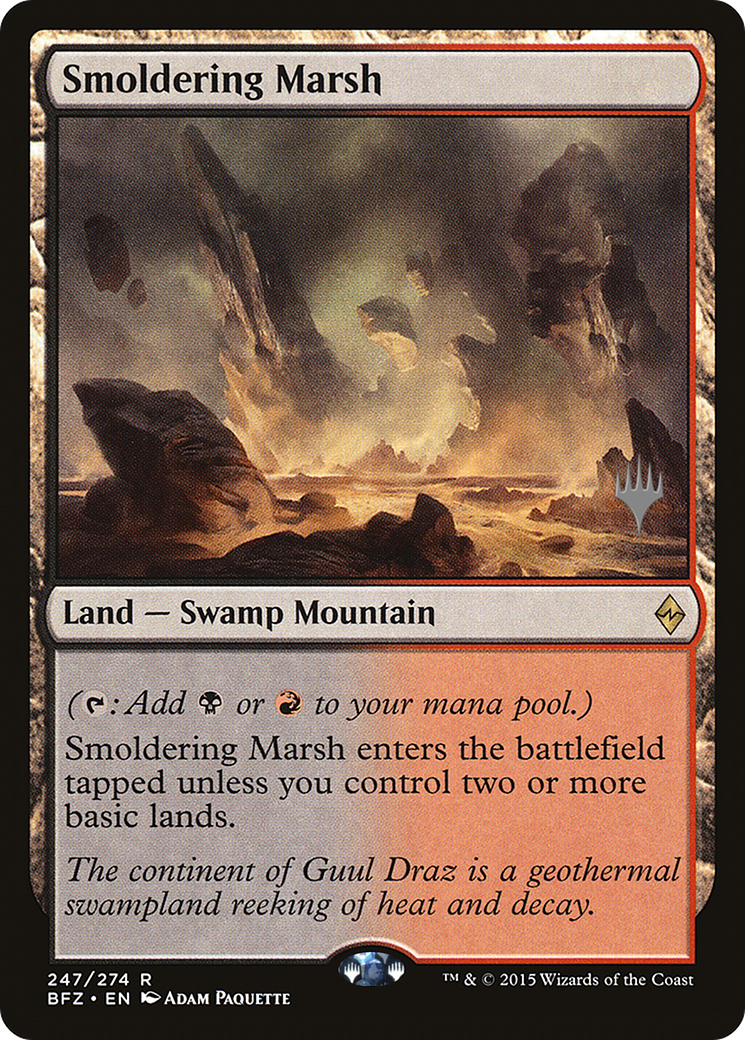 Smoldering Marsh
Land — Swamp Mountain
( : Add or to your mana pool.)
Smoldering Marsh enters the battlefield
tapped unless you control two or more
basic lands.
The continent of Guul Draz is a geothermal
swampland reeking of heat and decay.
247/274 R
BFZ • EN Adam Paquette
™ & © 2015 Wizards of the Coast